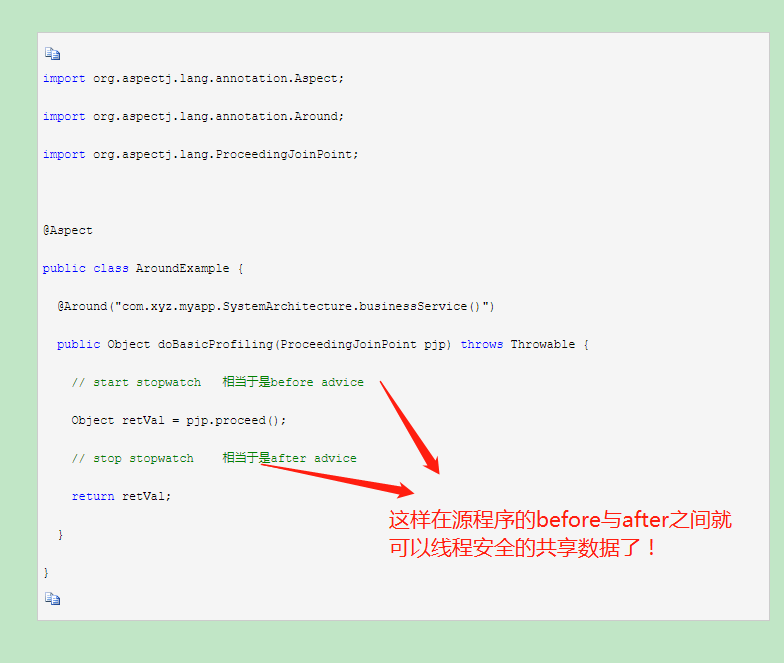 import org.aspectj.lang.annotation.Aspect;
import org.aspectj.lang.annotation.Around;
import org.aspectj.lang.ProceedingJoinPoint;
@Aspect
public class AroundExample {
@Around("com.xyz.myapp.SystemArchitecture.businessService()")
public Object doBasicProfiling(ProceedingJoinPoint pjp) throws Throwable {
// start stopwatch   相当于是before advice
Object retVal = pjp.proceed();
// stop stopwatch    相当于是after advice
return retVal;
这样在源程序的before与after之间就
可以线程安全的共享数据了！
}
}